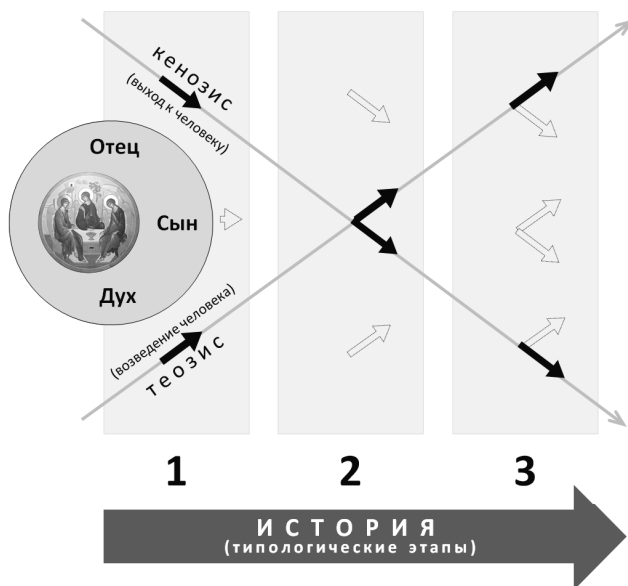 кенозис
(выход к человеку)
Отец
Сын
Дух
(возведение человека)
теозис
1 2 3
ИСТОРИЯ
(типологические этапы)